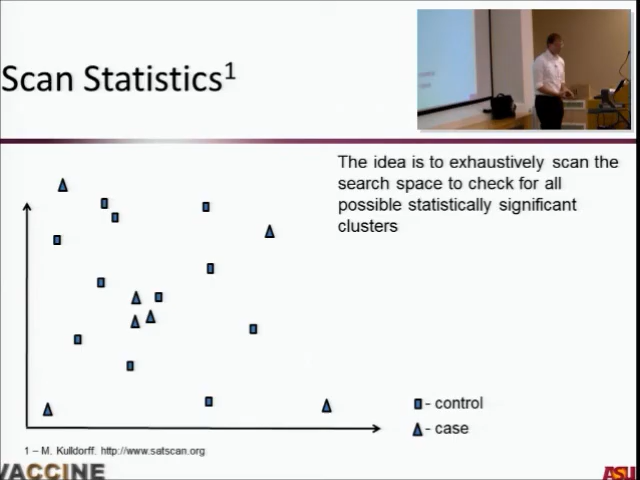 Scan Statistics1
The idea is to exhaustively scan the
search space to check for all
possible statistically significant
clusters
- control
- case
1 – M. Kulldorff. http://www.satscan.org
VACCINE
ASU